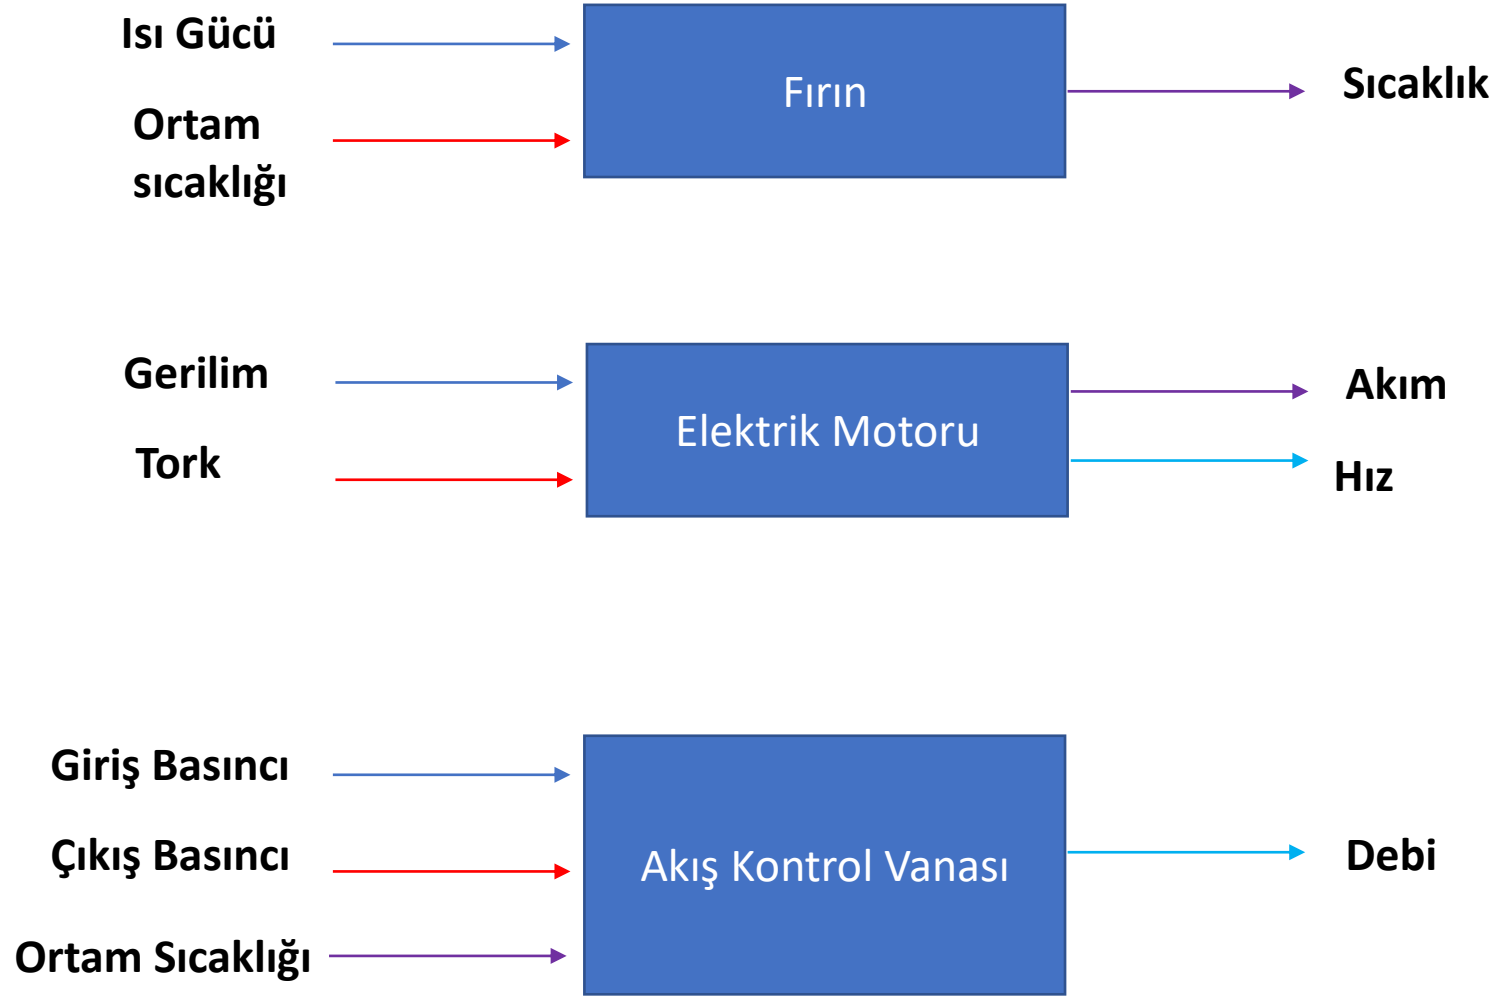 Isı Gücü
Ortam
sıcaklığı
Fırın
Sıcaklık
Gerilim
Tork
Elektrik Motoru
Akım
Hız
Giriş Basıncı
Çıkış Basıncı
Ortam Sıcaklığı
Akış Kontrol Vanası
Debi